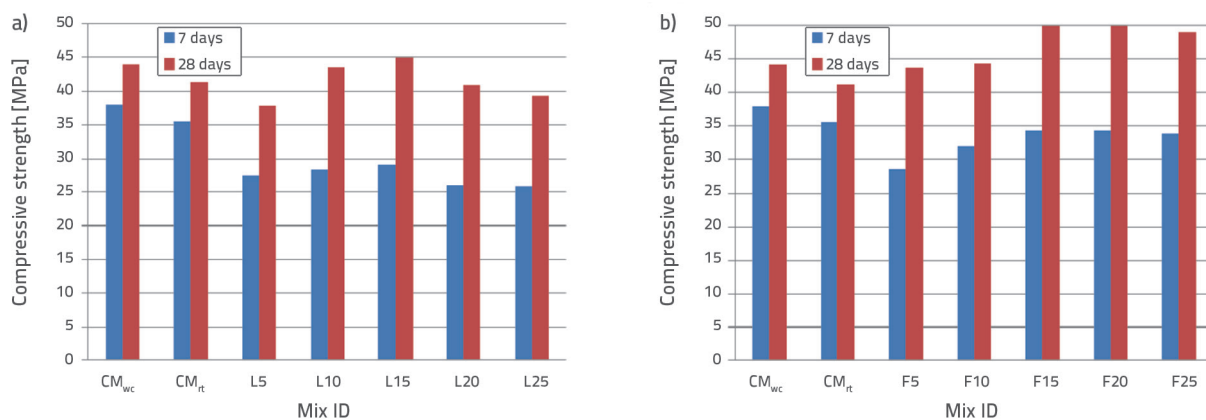 a)
Compressive strength [MPa]
50
45
40
35
30
25
20
15
10
5
0
7 days
28 days
CMwc CMrt L5 L10 L15 L20 L25
Mix ID
b)
Compressive strength [MPa]
50
45
40
35
30
25
20
15
10
5
0
7 days
28 days
CMwc CMrt F5 F10 F15 F20 F25
Mix ID